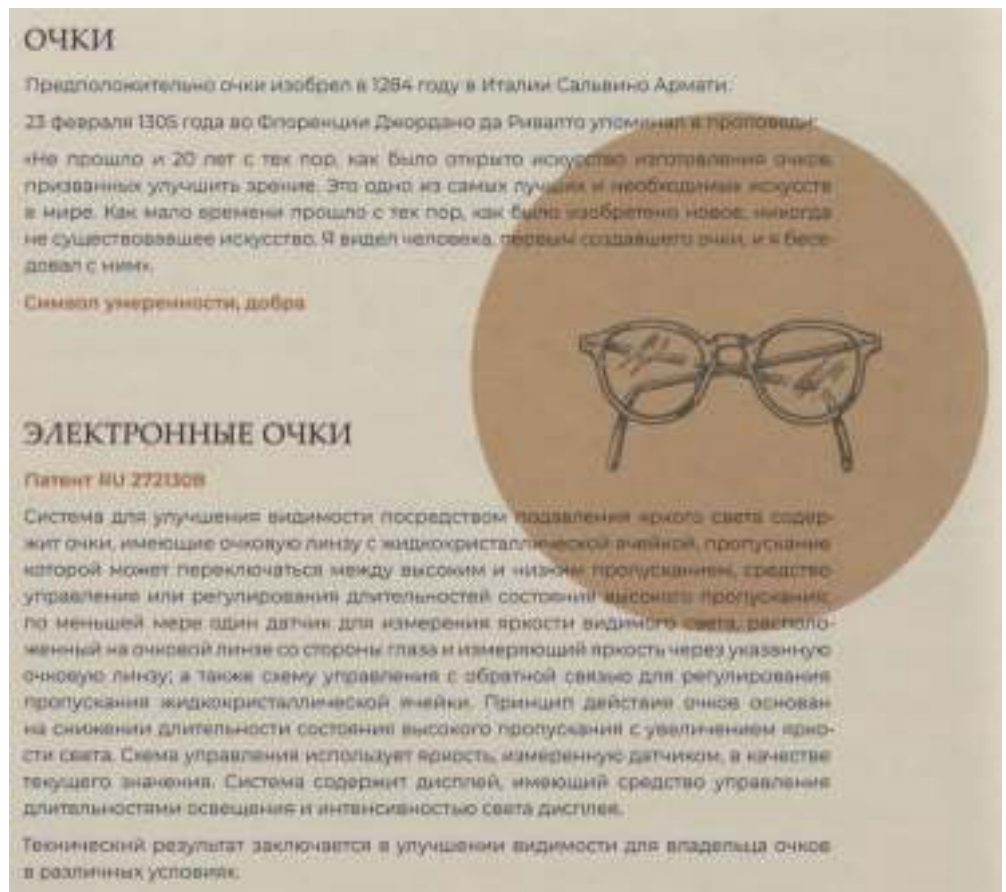 ОЧКИ
Предположительно очки изобрел в 1284 году в Италии Сальвино Армати.
23 февраля 1305 года во Флоренции Джордано да Ривалто упоминал в проповеди:
«Не прошло и 20 лет с тех пор, как было открыто искусство изготовления очков,
призванных улучшить зрение. Это одно из самых лучших и необходимых искусств
в мире. Как мало времени прошло с тех пор, как было изобретено новое, никогда
не существовавшее искусство. Я видел человека, первым создавшего очки, и я бесе-
довал с ним».
Символ умеренности, добра
ЭЛЕКТРОННЫЕ ОЧКИ
Патент RU 2721308
Система для улучшения видимости посредством подавления яркого света содер-
жит очки, имеющие очковую линзу с жидкокристаллической ячейкой, пропускание
которой может переключаться между высоким и низким пропусканием, средство
управления или регулирования длительностей состояния высокого пропускания;
по меньшей мере один датчик для измерения яркости видимого света, располо-
женный на очковой линзе со стороны глаза и измеряющий яркость через указанную
очковую линзу; а также схему управления с обратной связью для регулирования
пропускания жидкокристаллической ячейки. Принцип действия очков основан
на снижении длительности состояния высокого пропускания с увеличением ярко-
сти света. Схема управления использует яркость, измеренную датчиком, в качестве
текущего значения. Система содержит дисплей, имеющий средство управления
длительностями освещения и интенсивностью света дисплея.
Технический результат заключается в улучшении видимости для владельца очков
в различных условиях.